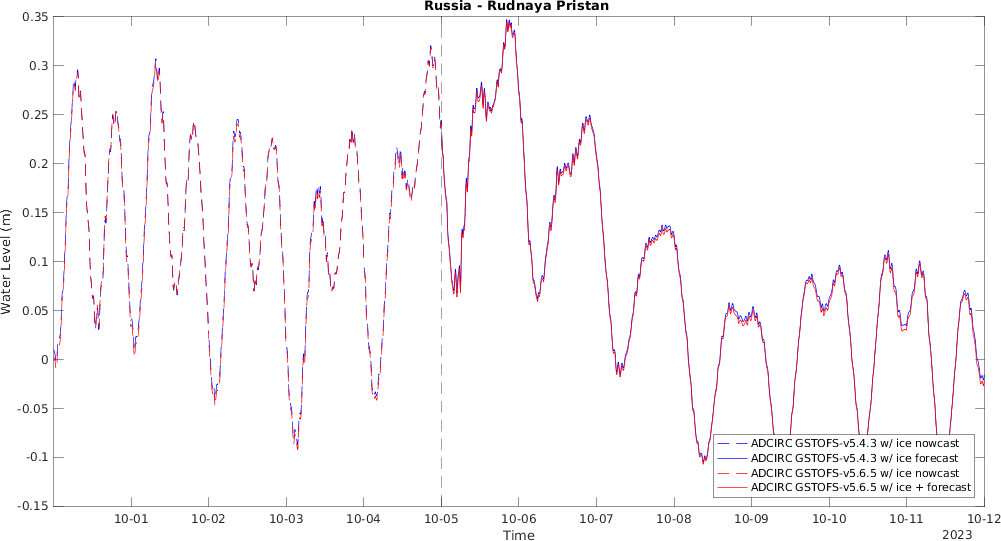 Russia - Rudnaya Pristan
Water Level (m)
0.35
0.3
0.25
0.2
0.15
0.1
0.05
0
-0.05
-0.1
-0.15
ADCIRC GSTOFS-v5.4.3 w/ ice nowcast
ADCIRC GSTOFS-v5.4.3 w/ ice forecast
ADCIRC GSTOFS-v5.6.5 w/ ice nowcast
ADCIRC GSTOFS-v5.6.5 w/ ice + forecast
10-01 10-02 10-03 10-04 10-05 10-06 10-07 10-08 10-09 10-10 10-11 10-12
Time
2023